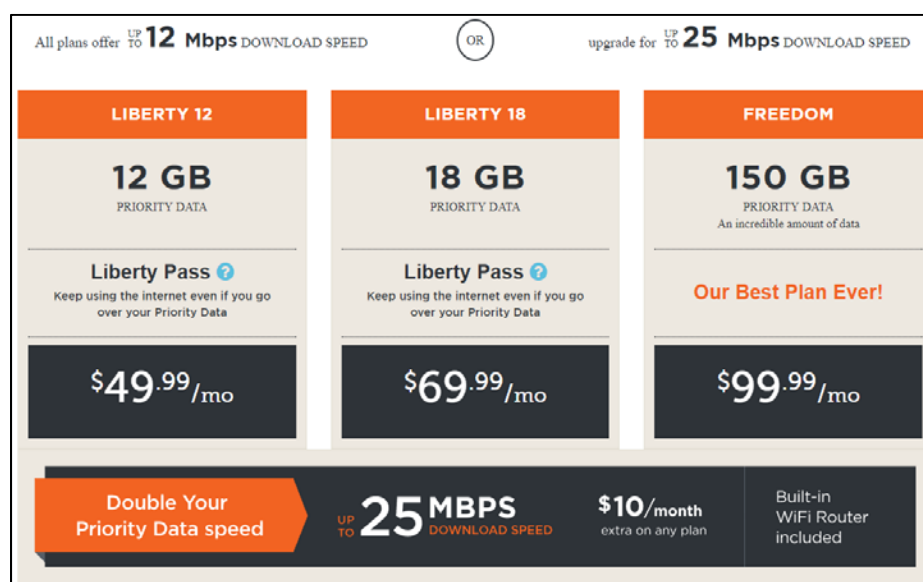 All plans offer UP TO 12 Mbps DOWNLOAD SPEED
OR
upgrade for UP TO 25 Mbps DOWNLOAD SPEED
LIBERTY 12
12 GB
PRIORITY DATA
Liberty Pass ?
Keep using the internet even if you go
over your Priority Data
$49.99/mo
LIBERTY 18
18 GB
PRIORITY DATA
Liberty Pass ?
Keep using the internet even if you go
over your Priority Data
$69.99/mo
FREEDOM
150 GB
PRIORITY DATA
An incredible amount of data
Our Best Plan Ever!
$99.99/mo
Double Your
Priority Data speed
UP TO 25 MBPS
DOWNLOAD SPEED
$10/month
extra on any plan
Built-in
WiFi Router
included